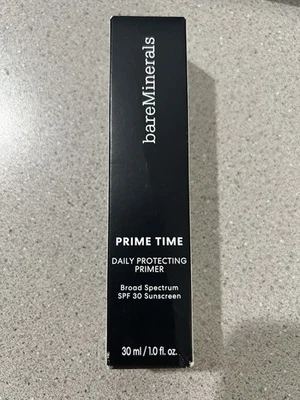 bareMinerals
PRIME TIME
DAILY PROTECTING
PRIMER
Broad Spectrum
SPF 30 Sunscreen
30 ml / 1.0 fl. oz.